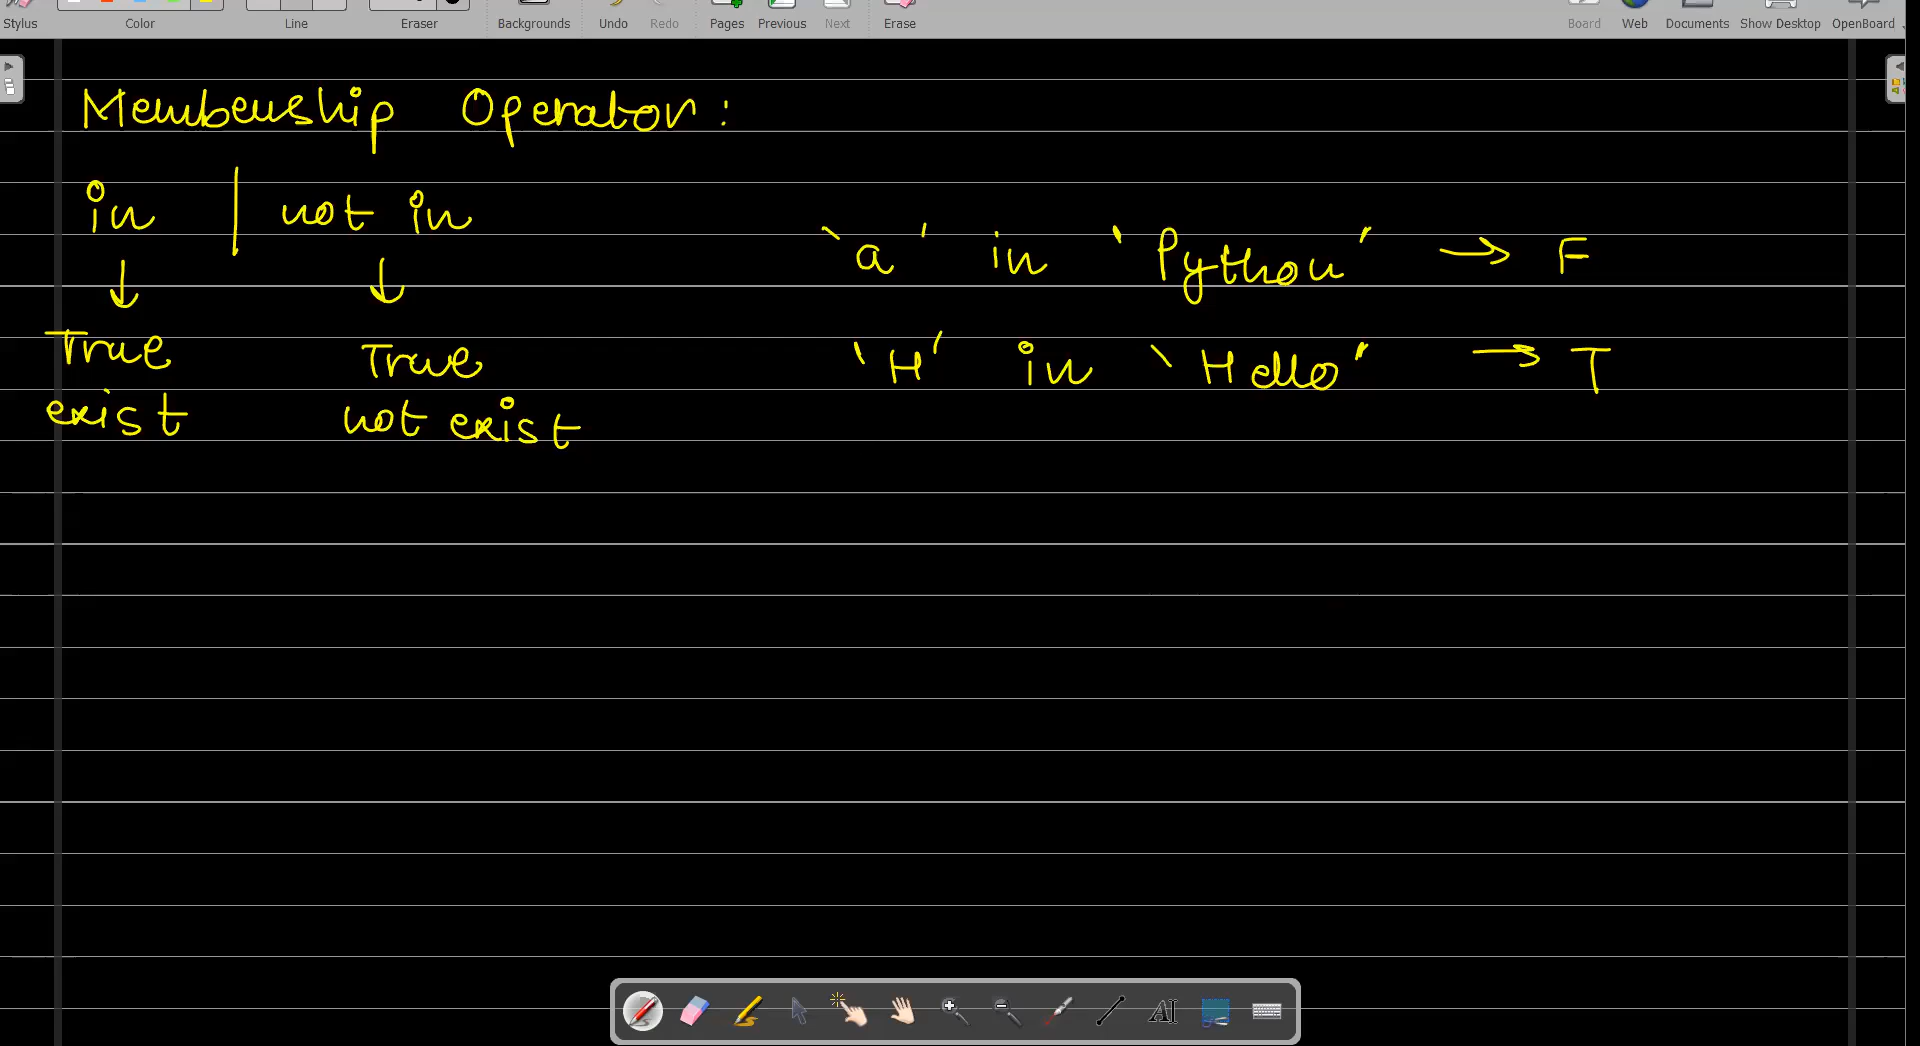 Stylus Color Line Eraser Backgrounds Undo Redo Pages Previous Next Erase Board Web Documents Show Desktop OpenBoard
Membership Operator:
in | not in
'a' in 'Python' → F
↓ ↓
True True
exist not exist
'H' in 'Hello' → T
AI